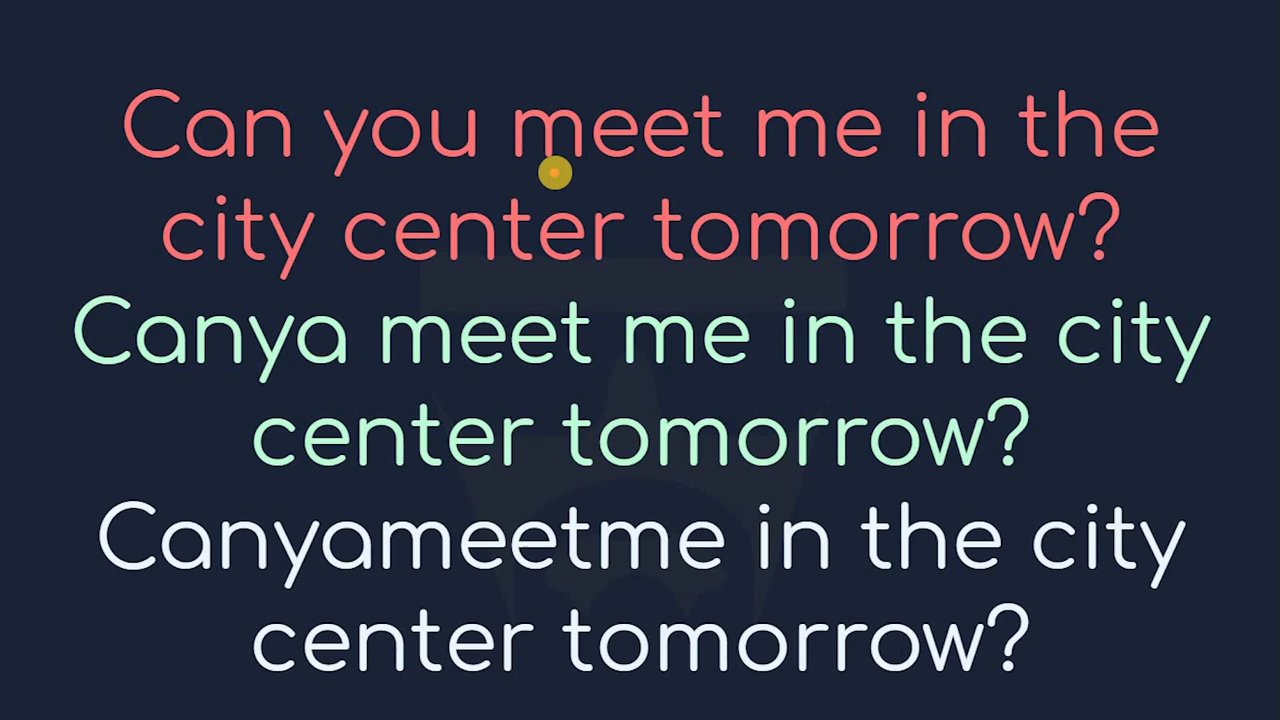 Can you meet me in the
city center tomorrow?
Canya meet me in the city
center tomorrow?
Canyameetme in the city
center tomorrow?